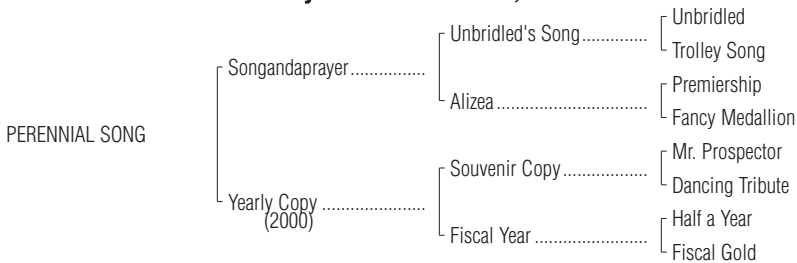 Unbridled
Unbridled's Song..............
Trolley Song
Songandaprayer................
Premiership
Alizea................................
Fancy Medallion
PERENNIAL SONG
Mr. Prospector
Souvenir Copy..................
Dancing Tribute
Yearly Copy ......................
(2000)
Half a Year
Fiscal Year ........................
Fiscal Gold